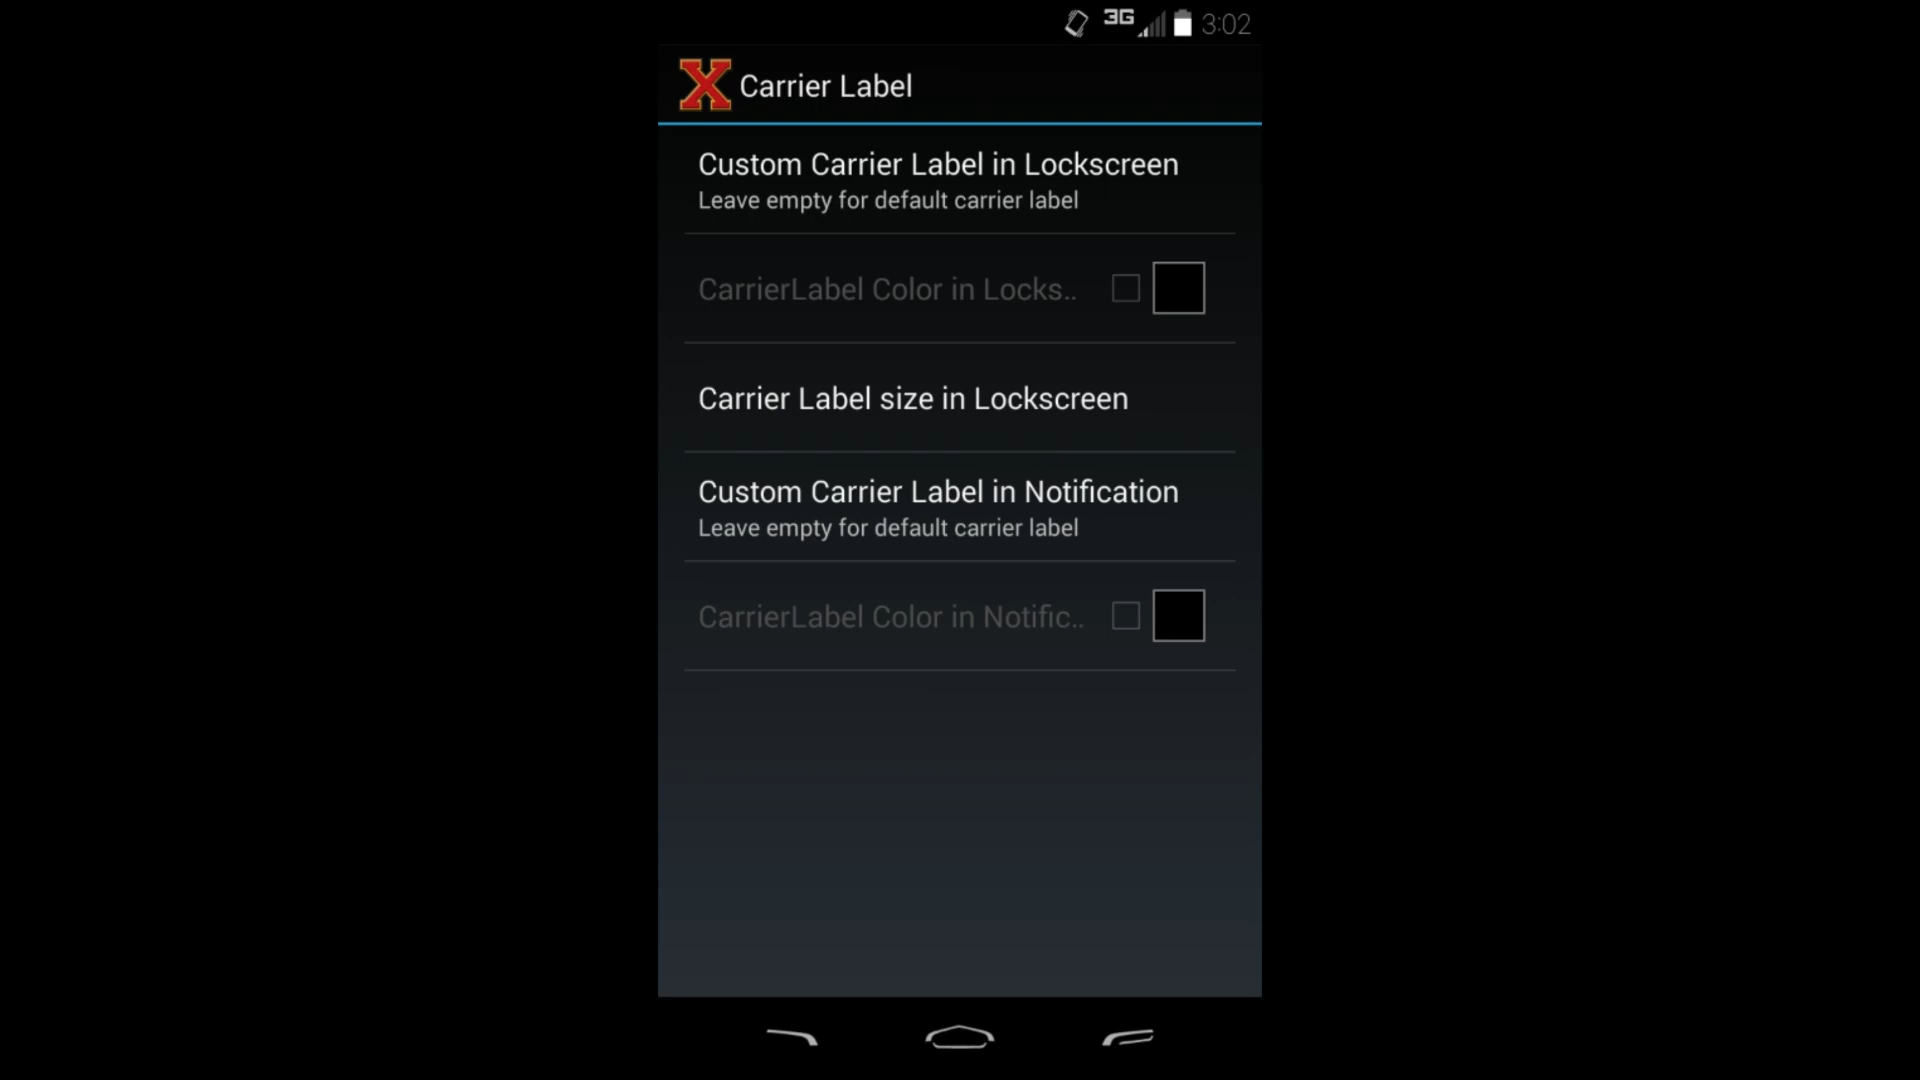 3G 3:02
X Carrier Label
Custom Carrier Label in Lockscreen
Leave empty for default carrier label
CarrierLabel Color in Locks..
Carrier Label size in Lockscreen
Custom Carrier Label in Notification
Leave empty for default carrier label
CarrierLabel Color in Notific..